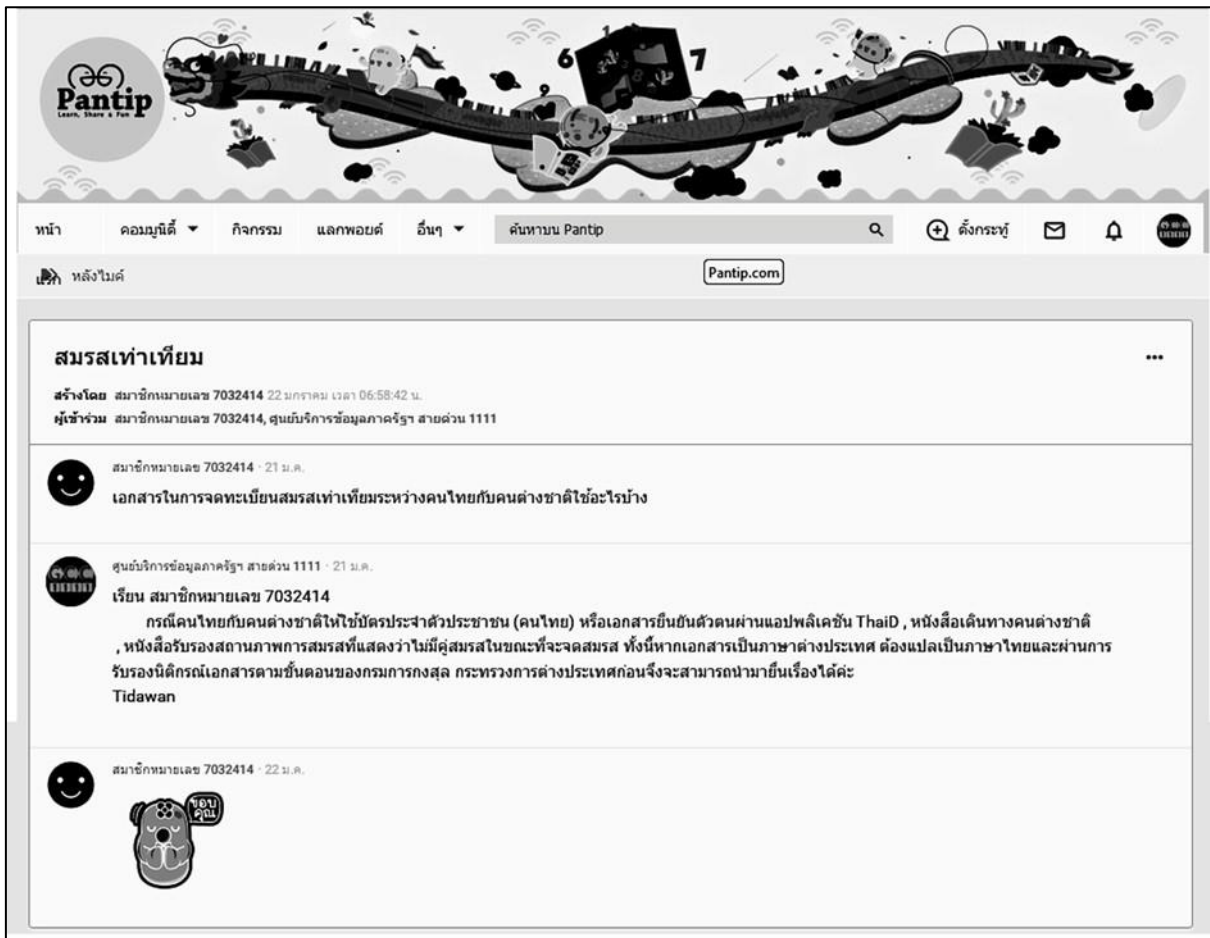 Pantip
Learn, Share & Fun
6
1
7
9
8
หน้าแรก คอมมูนิตี้ กิจกรรม แลกพอยต์ อื่นๆ ค้นหาบน Pantip ตั้งกระทู้
หลังไมค์ Pantip.com
สมรสเท่าเทียม
สร้างโดย สมาชิกหมายเลข 7032414 22 มกราคม เวลา 06:58:42 น.
ผู้เข้าร่วม สมาชิกหมายเลข 7032414, ศูนย์บริการข้อมูลภาครัฐฯ สายด่วน 1111
สมาชิกหมายเลข 7032414 · 21 ม.ค.
เอกสารในการจดทะเบียนสมรสเท่าเทียมระหว่างคนไทยกับคนต่างชาติใช้อะไรบ้าง
ศูนย์บริการข้อมูลภาครัฐฯ สายด่วน 1111 · 21 ม.ค.
เรียน สมาชิกหมายเลข 7032414
กรณีคนไทยกับคนต่างชาติให้ใช้บัตรประจำตัวประชาชน (คนไทย) หรือเอกสารยืนยันตัวตนผ่านแอปพลิเคชัน ThaiD , หนังสือเดินทางคนต่างชาติ
, หนังสือรับรองสถานภาพการสมรสที่แสดงว่าไม่มีคู่สมรสในขณะที่จะจดสมรส ทั้งนี้หากเอกสารเป็นภาษาต่างประเทศ ต้องแปลเป็นภาษาไทยและผ่านการ
รับรองนิติกรณ์เอกสารตามขั้นตอนของกรมการกงสุล กระทรวงการต่างประเทศก่อนจึงจะสามารถนำมายื่นเรื่องได้ค่ะ
Tidawan
สมาชิกหมายเลข 7032414 · 22 ม.ค.
ขอบ
คุณ